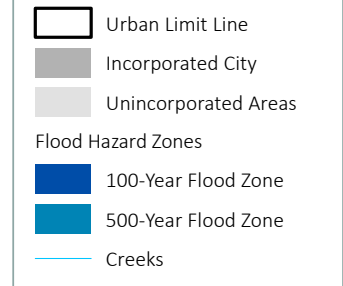 Urban Limit Line
Incorporated City
Unincorporated Areas
Flood Hazard Zones
100-Year Flood Zone
500-Year Flood Zone
Creeks